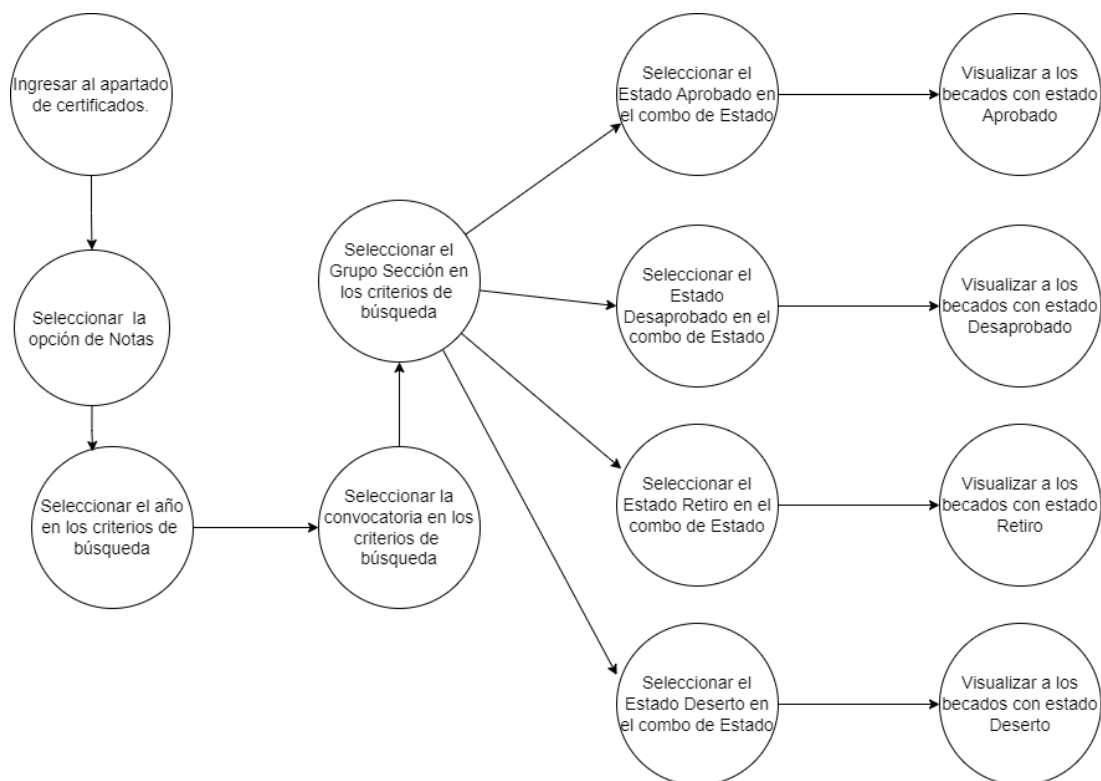 Ingresar al apartado
de certificados.
Seleccionar la
opción de Notas
Seleccionar el año
en los criterios de
búsqueda
Seleccionar la
convocatoria en los
criterios de
búsqueda
Seleccionar el
Grupo Sección en
los criterios de
búsqueda
Seleccionar el
Estado Aprobado en
el combo de Estado
Visualizar a los
becados con estado
Aprobado
Seleccionar el
Estado
Desaprobado en el
combo de Estado
Visualizar a los
becados con estado
Desaprobado
Seleccionar el
Estado Retiro en el
combo de Estado
Visualizar a los
becados con estado
Retiro
Seleccionar el
Estado Deserto en
el combo de Estado
Visualizar a los
becados con estado
Deserto